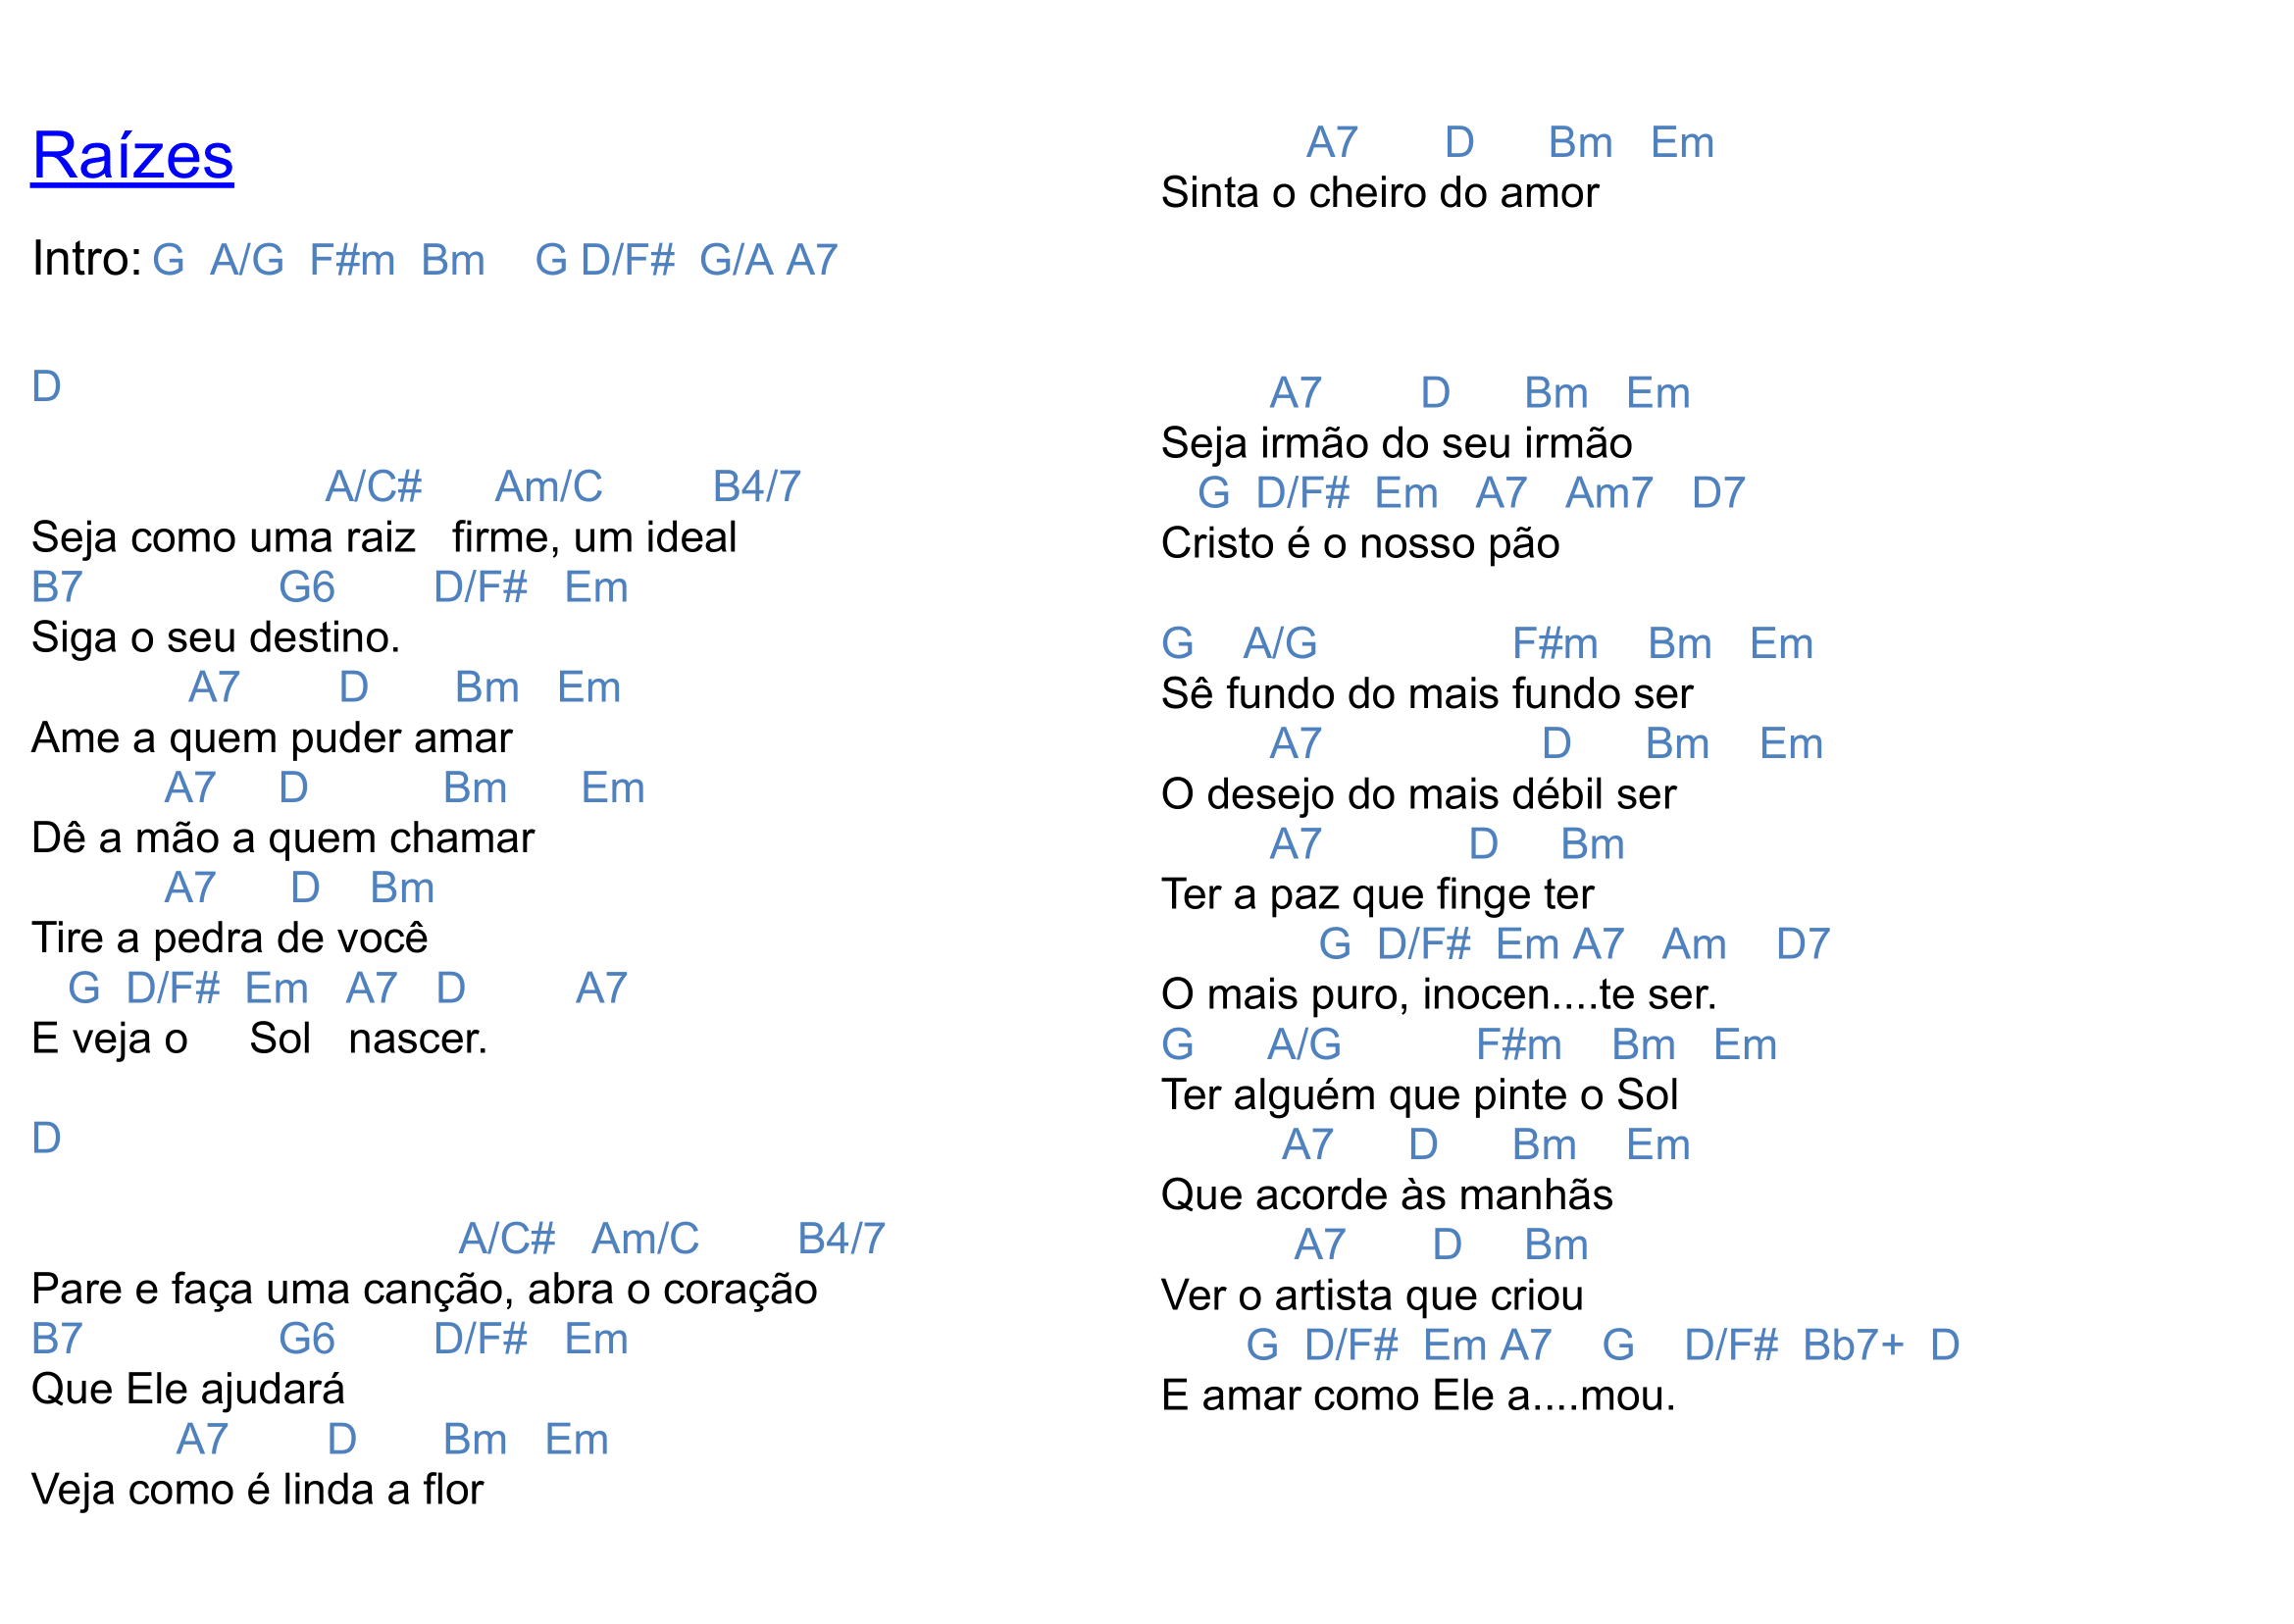 Raízes
Intro: G A/G F#m Bm G D/F# G/A A7
D
A/C# Am/C B4/7
Seja como uma raiz firme, um ideal
B7 G6 D/F# Em
Siga o seu destino.
A7 D Bm Em
Ame a quem puder amar
A7 D Bm Em
Dê a mão a quem chamar
A7 D Bm
Tire a pedra de você
G D/F# Em A7 D A7
E veja o Sol nascer.
D
A/C# Am/C B4/7
Pare e faça uma canção, abra o coração
B7 G6 D/F# Em
Que Ele ajudará
A7 D Bm Em
Veja como é linda a flor
A7 D Bm Em
Sinta o cheiro do amor
A7 D Bm Em
Seja irmão do seu irmão
G D/F# Em A7 Am7 D7
Cristo é o nosso pão
G A/G F#m Bm Em
Sê fundo do mais fundo ser
A7 D Bm Em
O desejo do mais débil ser
A7 D Bm
Ter a paz que finge ter
G D/F# Em A7 Am D7
O mais puro, inocen....te ser.
G A/G F#m Bm Em
Ter alguém que pinte o Sol
A7 D Bm Em
Que acorde às manhãs
A7 D Bm
Ver o artista que criou
G D/F# Em A7 G D/F# Bb7+ D
E amar como Ele a....mou.